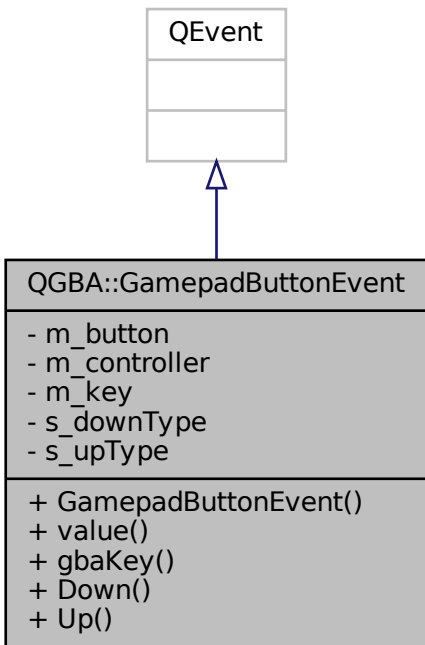 QEvent
QGBA::GamepadButtonEvent
- m_button
- m_controller
- m_key
- s_downType
- s_upType
+ GamepadButtonEvent()
+ value()
+ gbaKey()
+ Down()
+ Up()